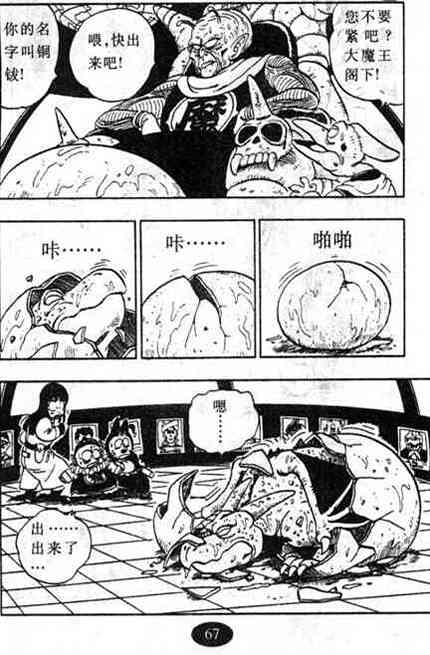 您不要
紧吧？
大魔王
阁下!
喂,快出
来吧!
魔
你的名
字叫铜
钹!
啪啪
咔……
咔……
嗯……
出……
出来了
…
67